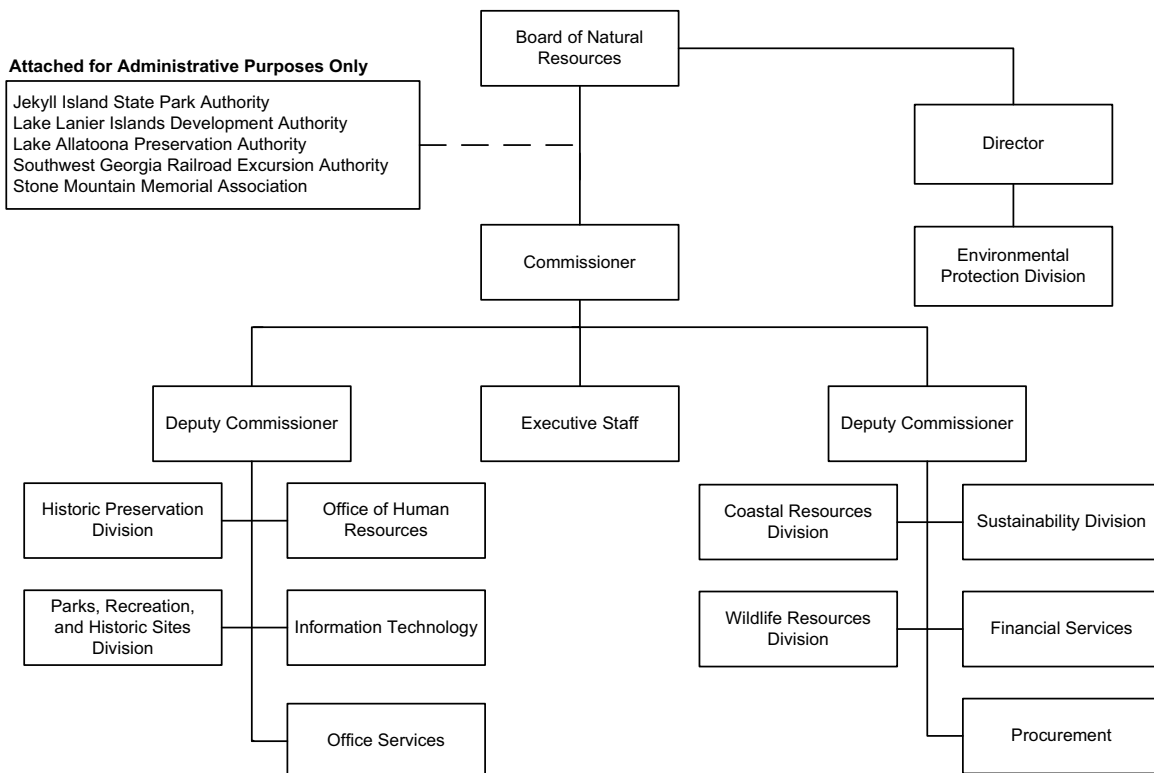 Board of Natural
Resources
Attached for Administrative Purposes Only
Jekyll Island State Park Authority
Lake Lanier Islands Development Authority
Lake Allatoona Preservation Authority
Southwest Georgia Railroad Excursion Authority
Stone Mountain Memorial Association
Director
Commissioner
Environmental
Protection Division
Deputy Commissioner
Executive Staff
Deputy Commissioner
Historic Preservation
Division
Office of Human
Resources
Coastal Resources
Division
Sustainability Division
Parks, Recreation,
and Historic Sites
Division
Information Technology
Wildlife Resources
Division
Financial Services
Office Services
Procurement